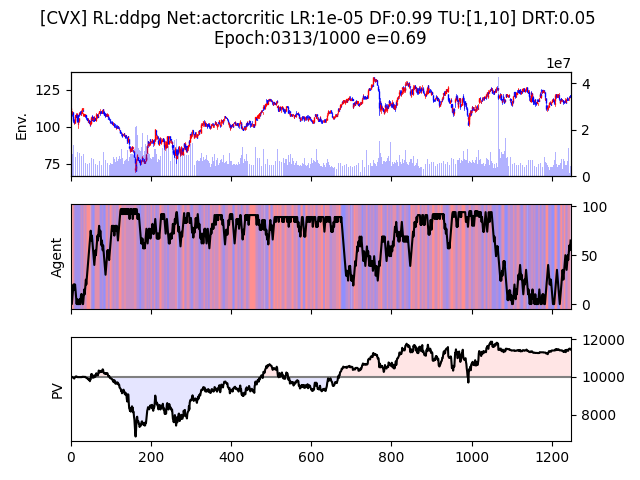 [CVX] RL:ddpg Net:actorcritic LR:1e-05 DF:0.99 TU:[1,10] DRT:0.05
Epoch:0313/1000 e=0.69
1e7
Env.
125
100
75
4
2
0
Agent
100
50
0
PV
12000
10000
8000
0 200 400 600 800 1000 1200